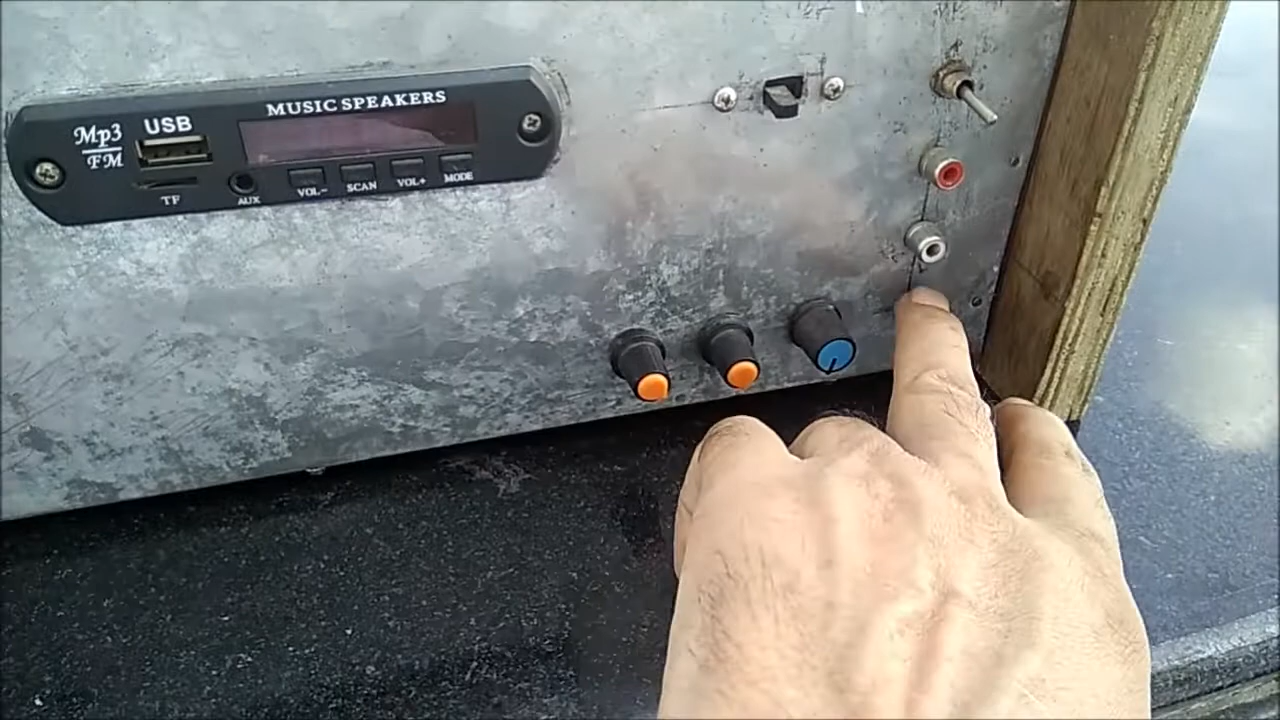 MUSIC SPEAKERS
Mp3
FM
USB
TF
AUX
VOL-
SCAN
VOL+
MODE